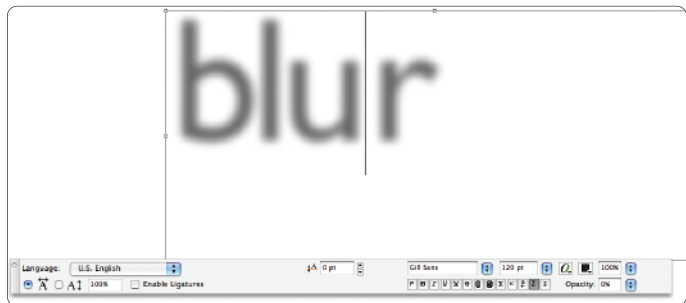 blur
Language: U.S. English 0 pt Gill Sans 120 pt 100%
100% Enable Ligatures Opacity: 0%